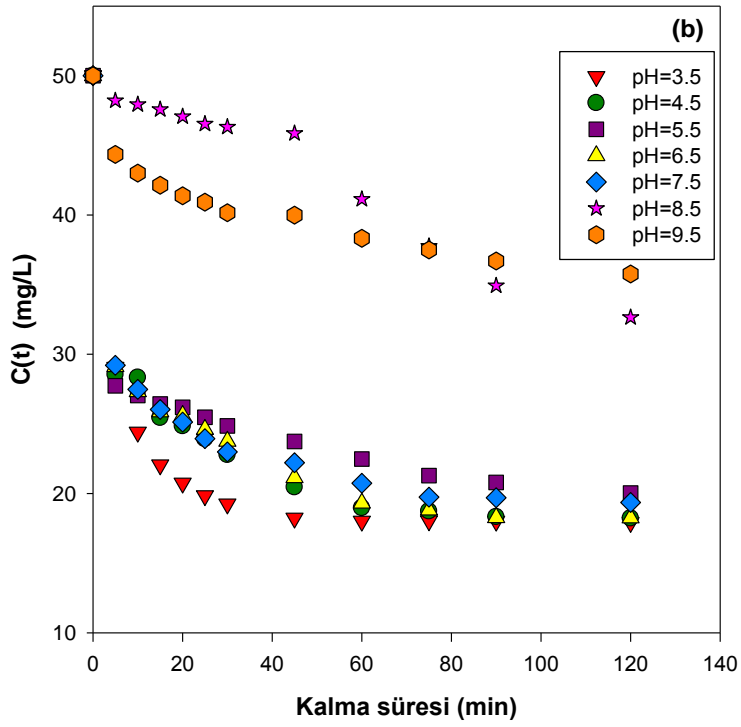 (b)
pH=3.5
pH=4.5
pH=5.5
pH=6.5
pH=7.5
pH=8.5
pH=9.5
C(t) (mg/L)
50
40
30
20
10
0 20 40 60 80 100 120 140
Kalma süresi (min)